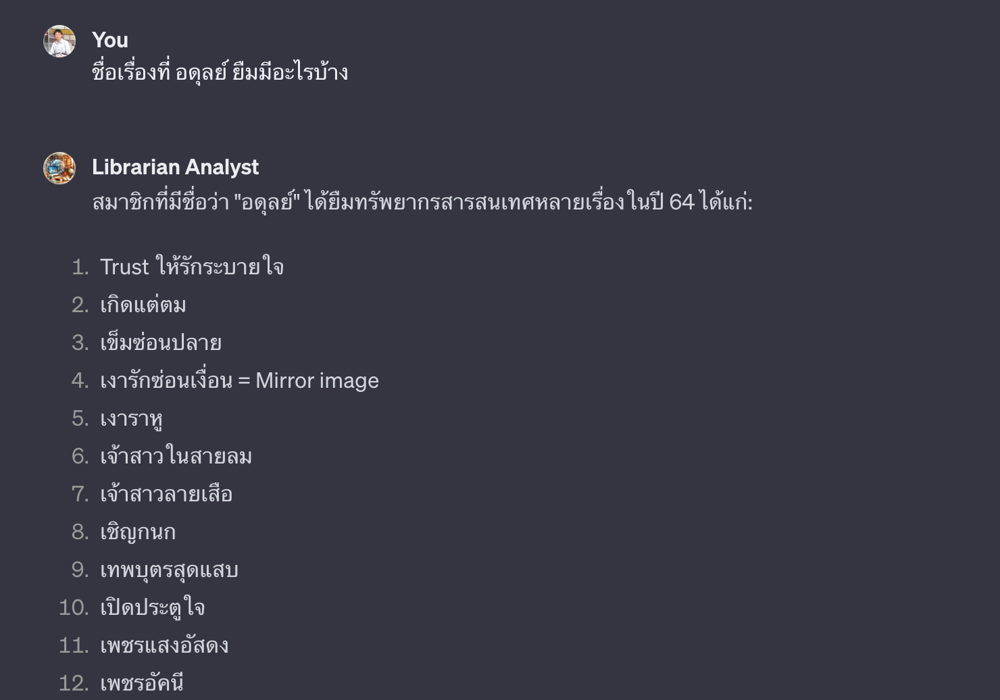 You
ชื่อเรื่องที่ อดุลย์ ยืมมีอะไรบ้าง
Librarian Analyst
สมาชิกที่มีชื่อว่า "อดุลย์" ได้ยืมทรัพยากรสารสนเทศหลายเรื่องในปี 64 ได้แก่:
1. Trust ให้รักระบายใจ
2. เกิดแต่ตม
3. เข็มซ่อนปลาย
4. เงารักซ่อนเงื่อน = Mirror image
5. เงาราหู
6. เจ้าสาวในสายลม
7. เจ้าสาวลายเสือ
8. เชิญกนก
9. เทพบุตรสุดแสบ
10. เปิดประตูใจ
11. เพชรแสงอัสดง
12. เพชรอัคนี